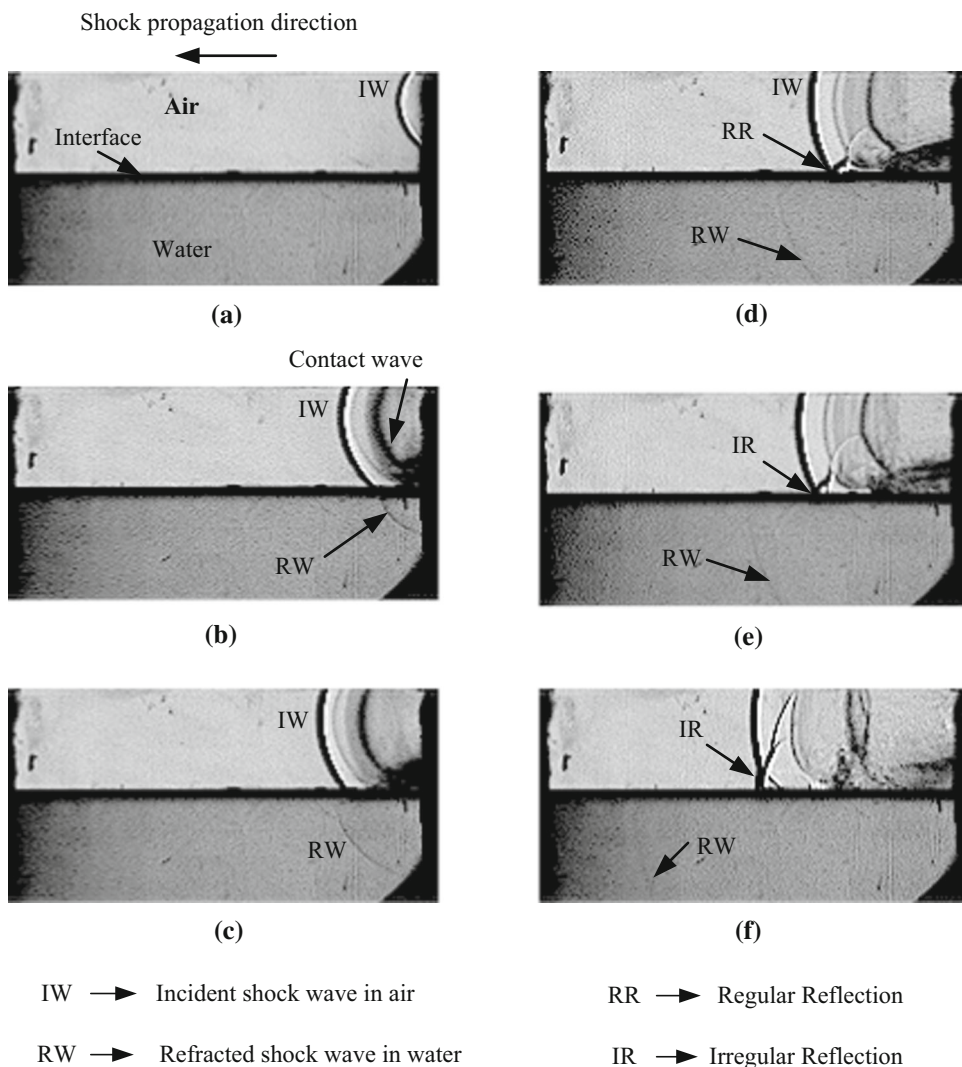 Shock propagation direction
IW
Air
Interface
Water
(a)
Contact wave
IW
RW
(b)
IW
RW
(c)
IW
RR
RW
(d)
IR
RW
(e)
IR
RW
(f)
IW Incident shock wave in air
RW Refracted shock wave in water
RR Regular Reflection
IR Irregular Reflection